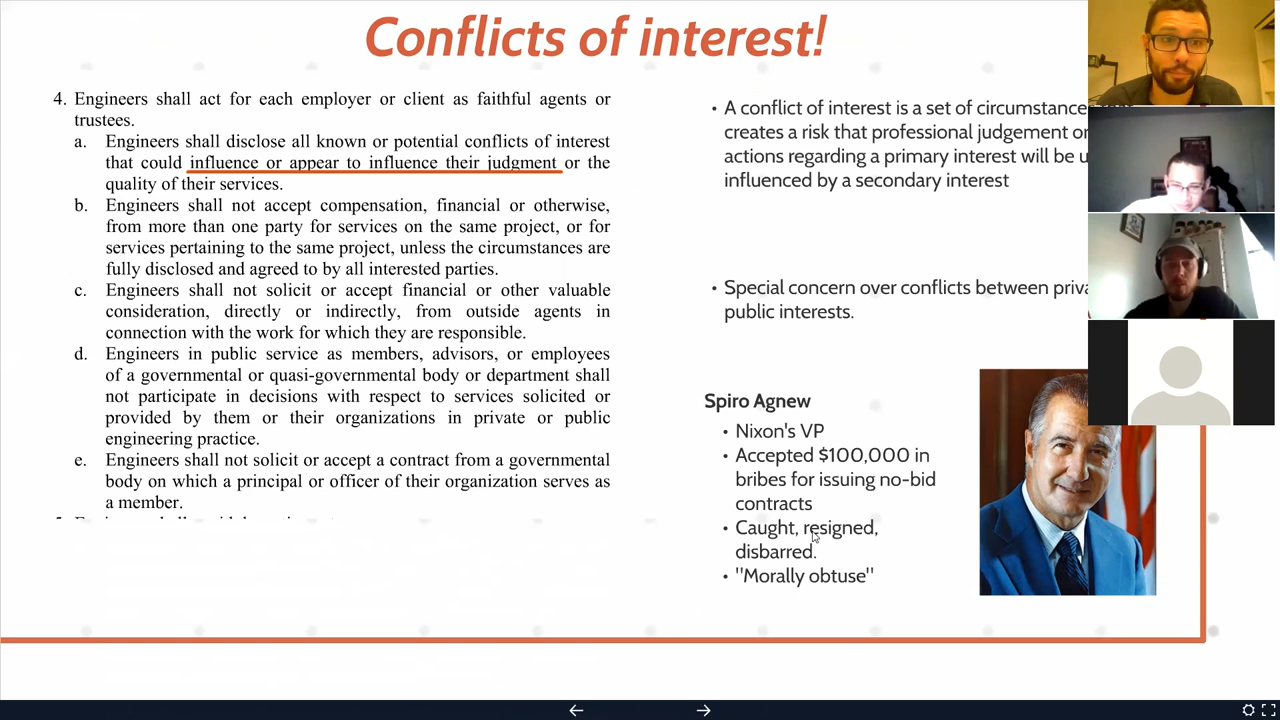 Conflicts of interest!
4. Engineers shall act for each employer or client as faithful agents or
trustees.
a. Engineers shall disclose all known or potential conflicts of interest
that could influence or appear to influence their judgment or the
quality of their services.
b. Engineers shall not accept compensation, financial or otherwise,
from more than one party for services on the same project, or for
services pertaining to the same project, unless the circumstances are
fully disclosed and agreed to by all interested parties.
c. Engineers shall not solicit or accept financial or other valuable
consideration, directly or indirectly, from outside agents in
connection with the work for which they are responsible.
d. Engineers in public service as members, advisors, or employees
of a governmental or quasi-governmental body or department shall
not participate in decisions with respect to services solicited or
provided by them or their organizations in private or public
engineering practice.
e. Engineers shall not solicit or accept a contract from a governmental
body on which a principal or officer of their organization serves as
a member.
• A conflict of interest is a set of circumstances
creates a risk that professional judgement or
actions regarding a primary interest will be
influenced by a secondary interest
• Special concern over conflicts between
public interests.
Spiro Agnew
• Nixon's VP
• Accepted $100,000 in
bribes for issuing no-bid
contracts
• Caught, resigned,
disbarred.
• "Morally obtuse"